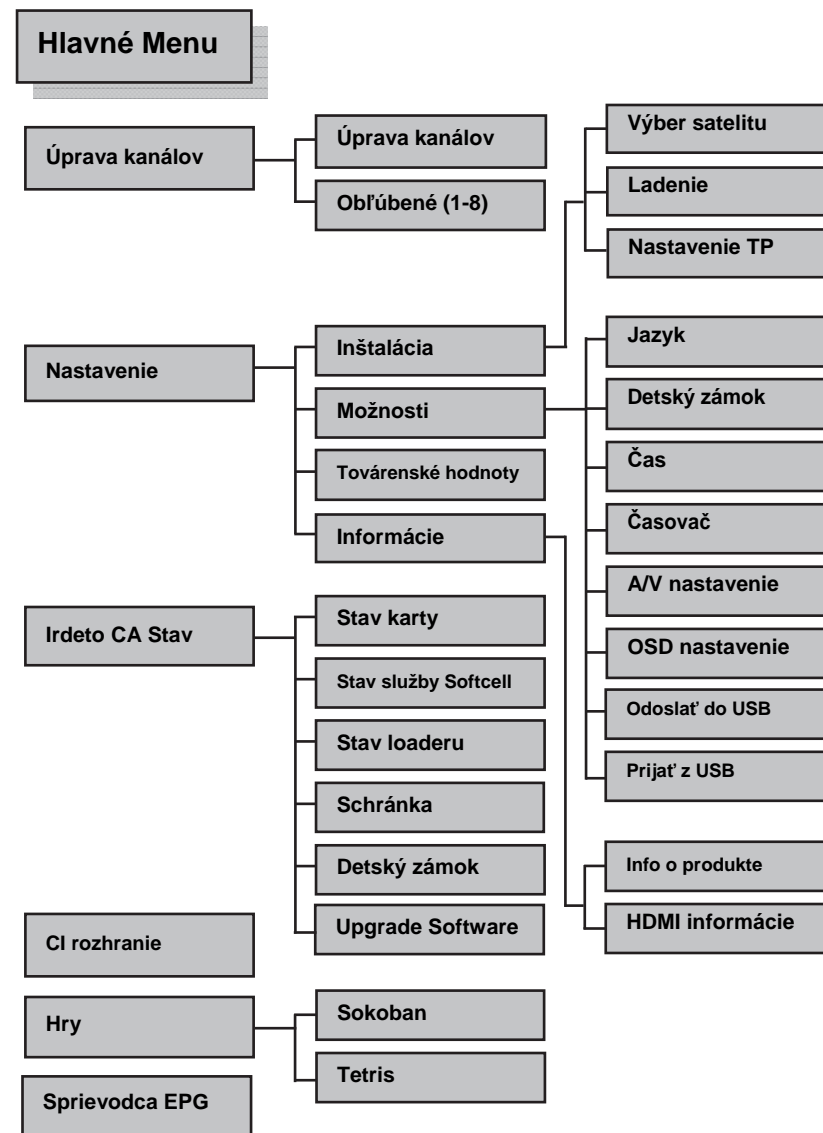 Hlavné Menu
Úprava kanálov
Úprava kanálov
Obľúbené (1-8)
Nastavenie
Inštalácia
Výber satelitu
Ladenie
Nastavenie TP
Možnosti
Jazyk
Detský zámok
Čas
Časovač
A/V nastavenie
OSD nastavenie
Odoslať do USB
Prijať z USB
Továrenské hodnoty
Informácie
Info o produkte
HDMI informácie
Irdeto CA Stav
Stav karty
Stav služby Softcell
Stav loaderu
Schránka
Detský zámok
Upgrade Software
CI rozhranie
Hry
Sokoban
Tetris
Sprievodca EPG